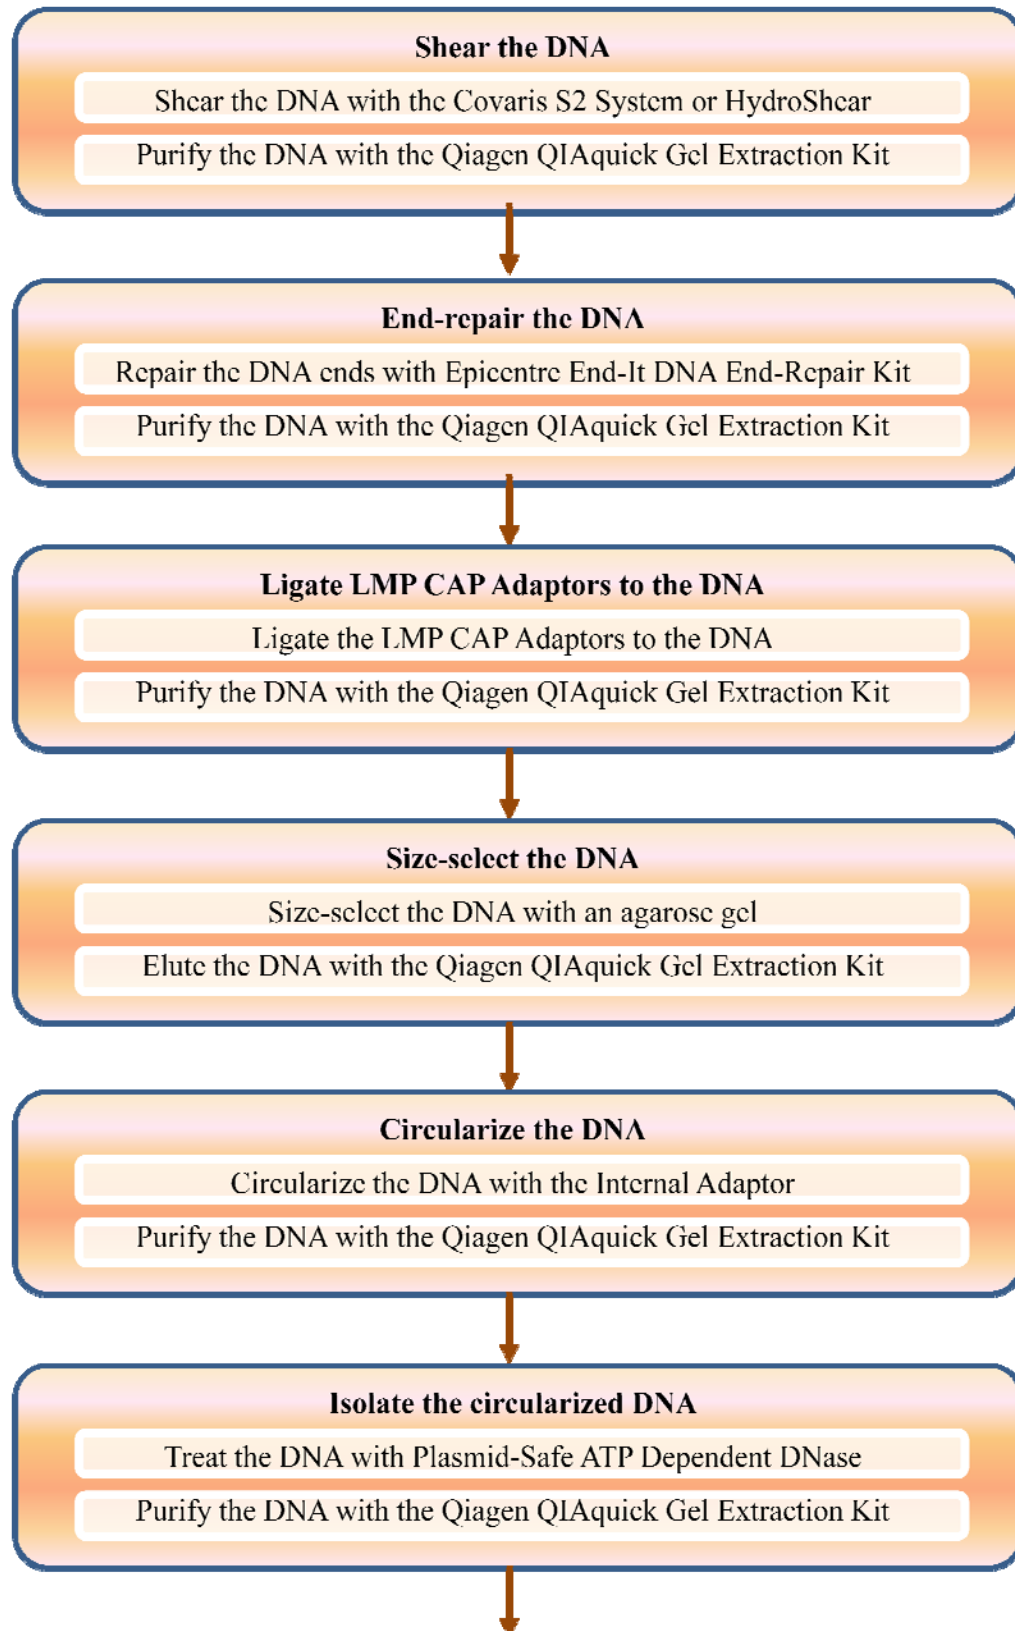 Shear the DNA
Shear the DNA with the Covaris S2 System or HydroShear
Purify the DNA with the Qiagen QIAquick Gel Extraction Kit
End-repair the DNA
Repair the DNA ends with Epicentre End-It DNA End-Repair Kit
Purify the DNA with the Qiagen QIAquick Gel Extraction Kit
Ligate LMP CAP Adaptors to the DNA
Ligate the LMP CAP Adaptors to the DNA
Purify the DNA with the Qiagen QIAquick Gel Extraction Kit
Size-select the DNA
Size-select the DNA with an agarose gel
Elute the DNA with the Qiagen QIAquick Gel Extraction Kit
Circularize the DNA
Circularize the DNA with the Internal Adaptor
Purify the DNA with the Qiagen QIAquick Gel Extraction Kit
Isolate the circularized DNA
Treat the DNA with Plasmid-Safe ATP Dependent DNase
Purify the DNA with the Qiagen QIAquick Gel Extraction Kit